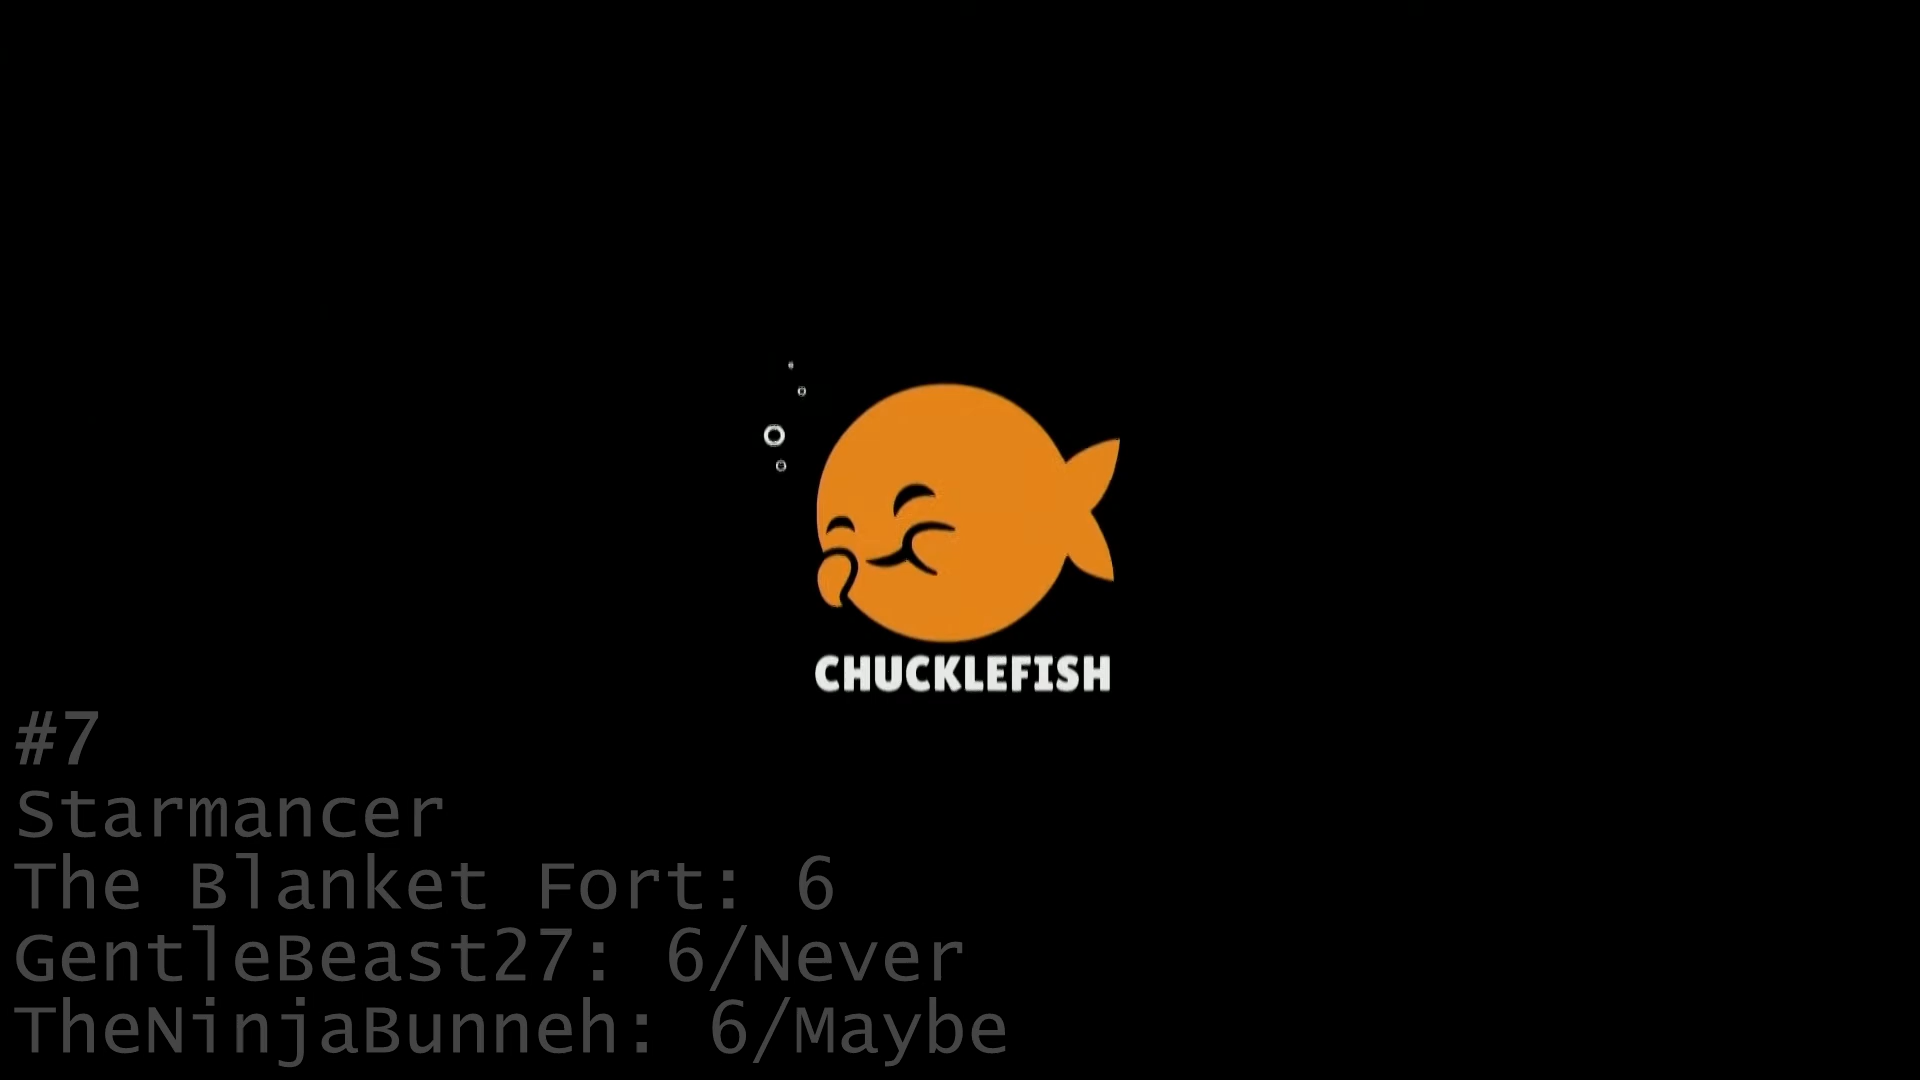 CHUCKLEFISH
#7
Starmancer
The Blanket Fort: 6
GentleBeast27: 6/Never
TheNinjaBunneh: 6/Maybe